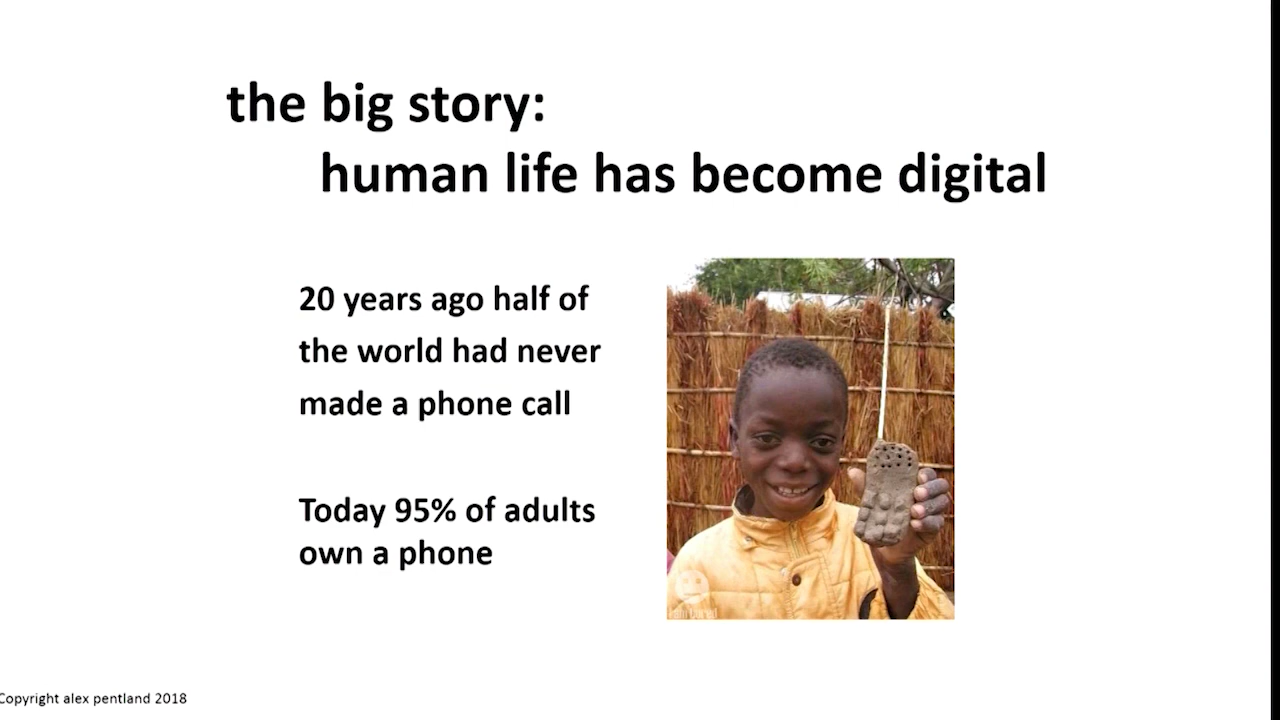 the big story:
human life has become digital
20 years ago half of
the world had never
made a phone call
Today 95% of adults
own a phone
Copyright alex pentland 2018